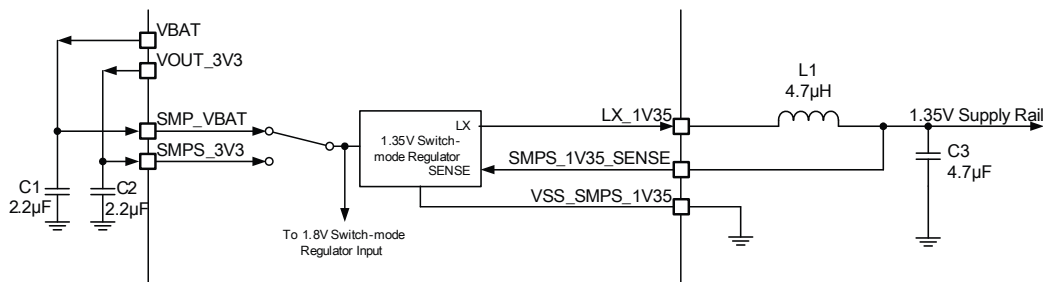 VBAT
VOUT_3V3
L1
4.7µH
SMP_VBAT
LX
LX_1V35
1.35V Supply Rail
1.35V Switch-
mode Regulator
SENSE
SMPS_3V3
SMPS_1V35_SENSE
C3
4.7µF
C1
2.2µF
C2
2.2µF
VSS_SMPS_1V35
To 1.8V Switch-mode
Regulator Input